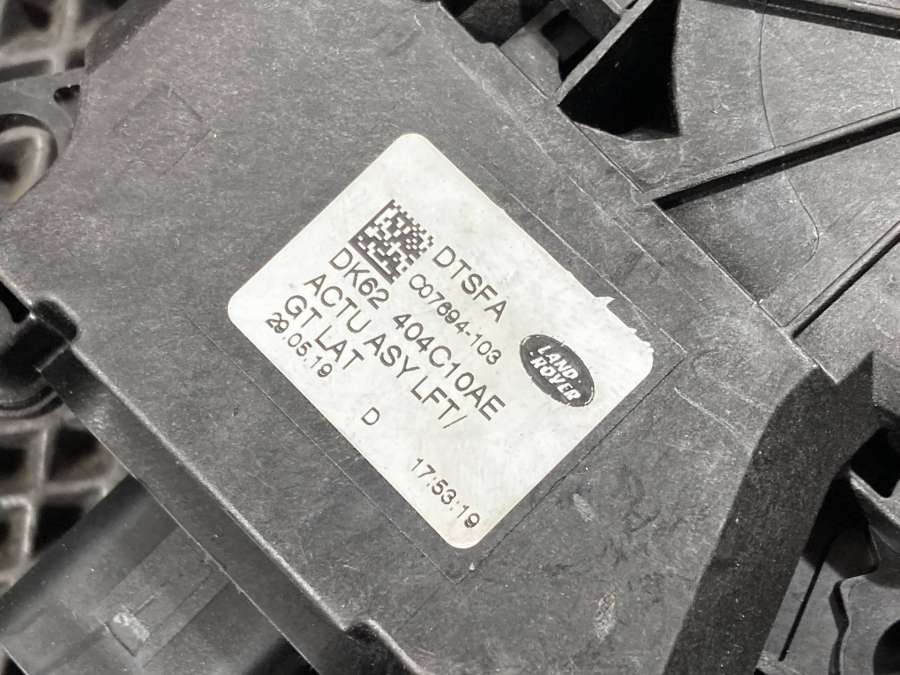 DTSFA
C07694-103
DK62 404C10AE
ACTU ASY LFT/
GT LAT
29.05.19
D
17:53:19
LAND
ROVER